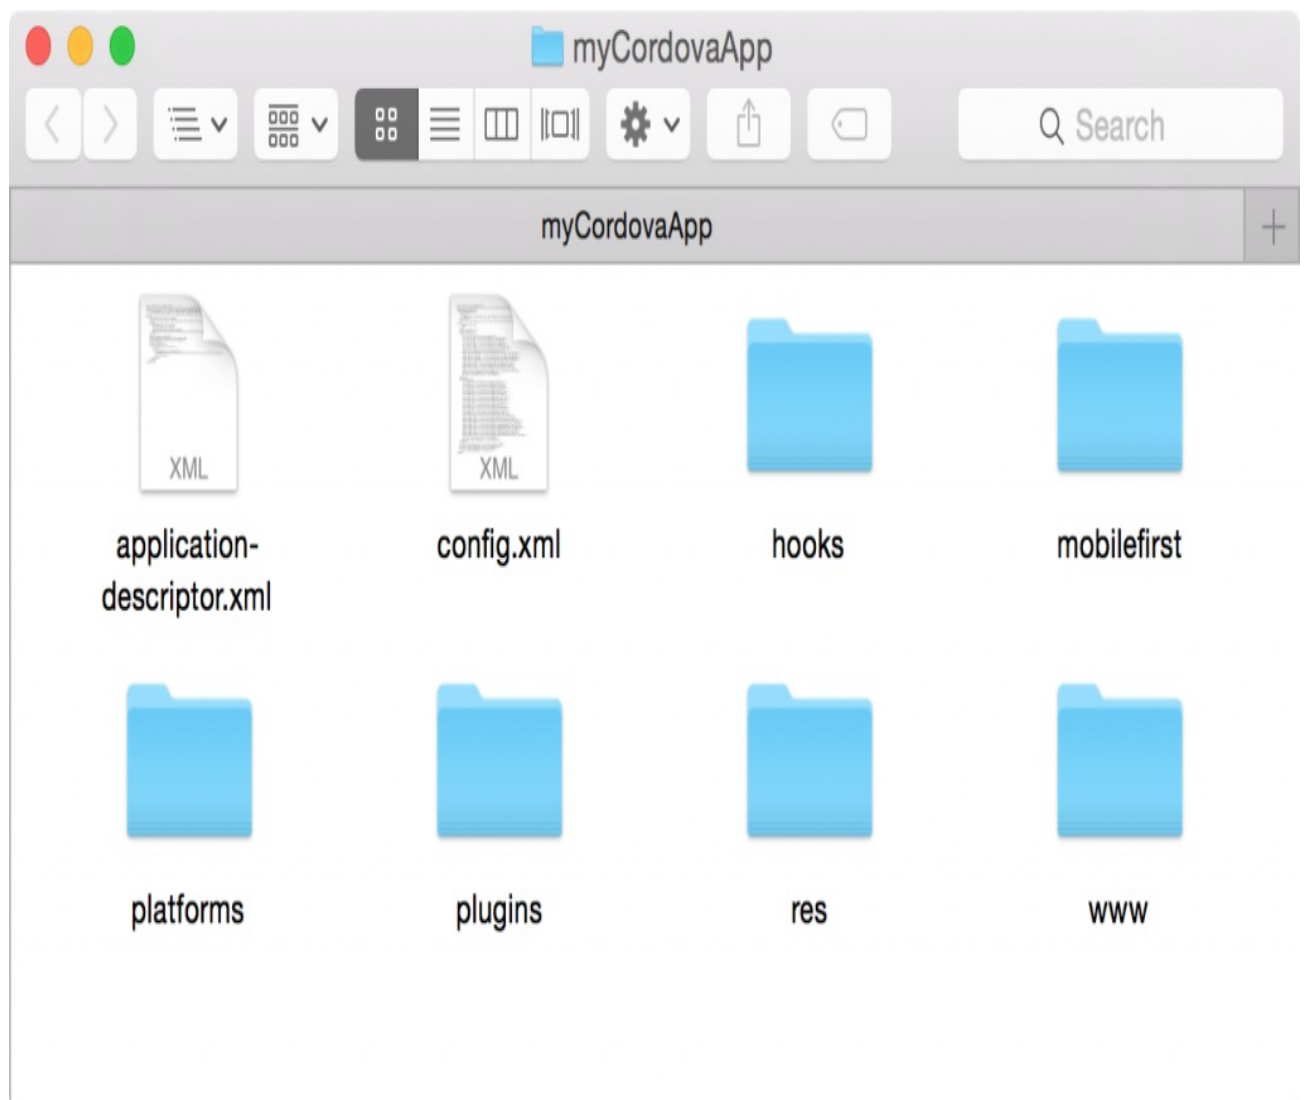 myCordovaApp
Search
myCordovaApp
XML
XML
application-
descriptor.xml
config.xml
hooks
mobilefirst
platforms
plugins
res
www